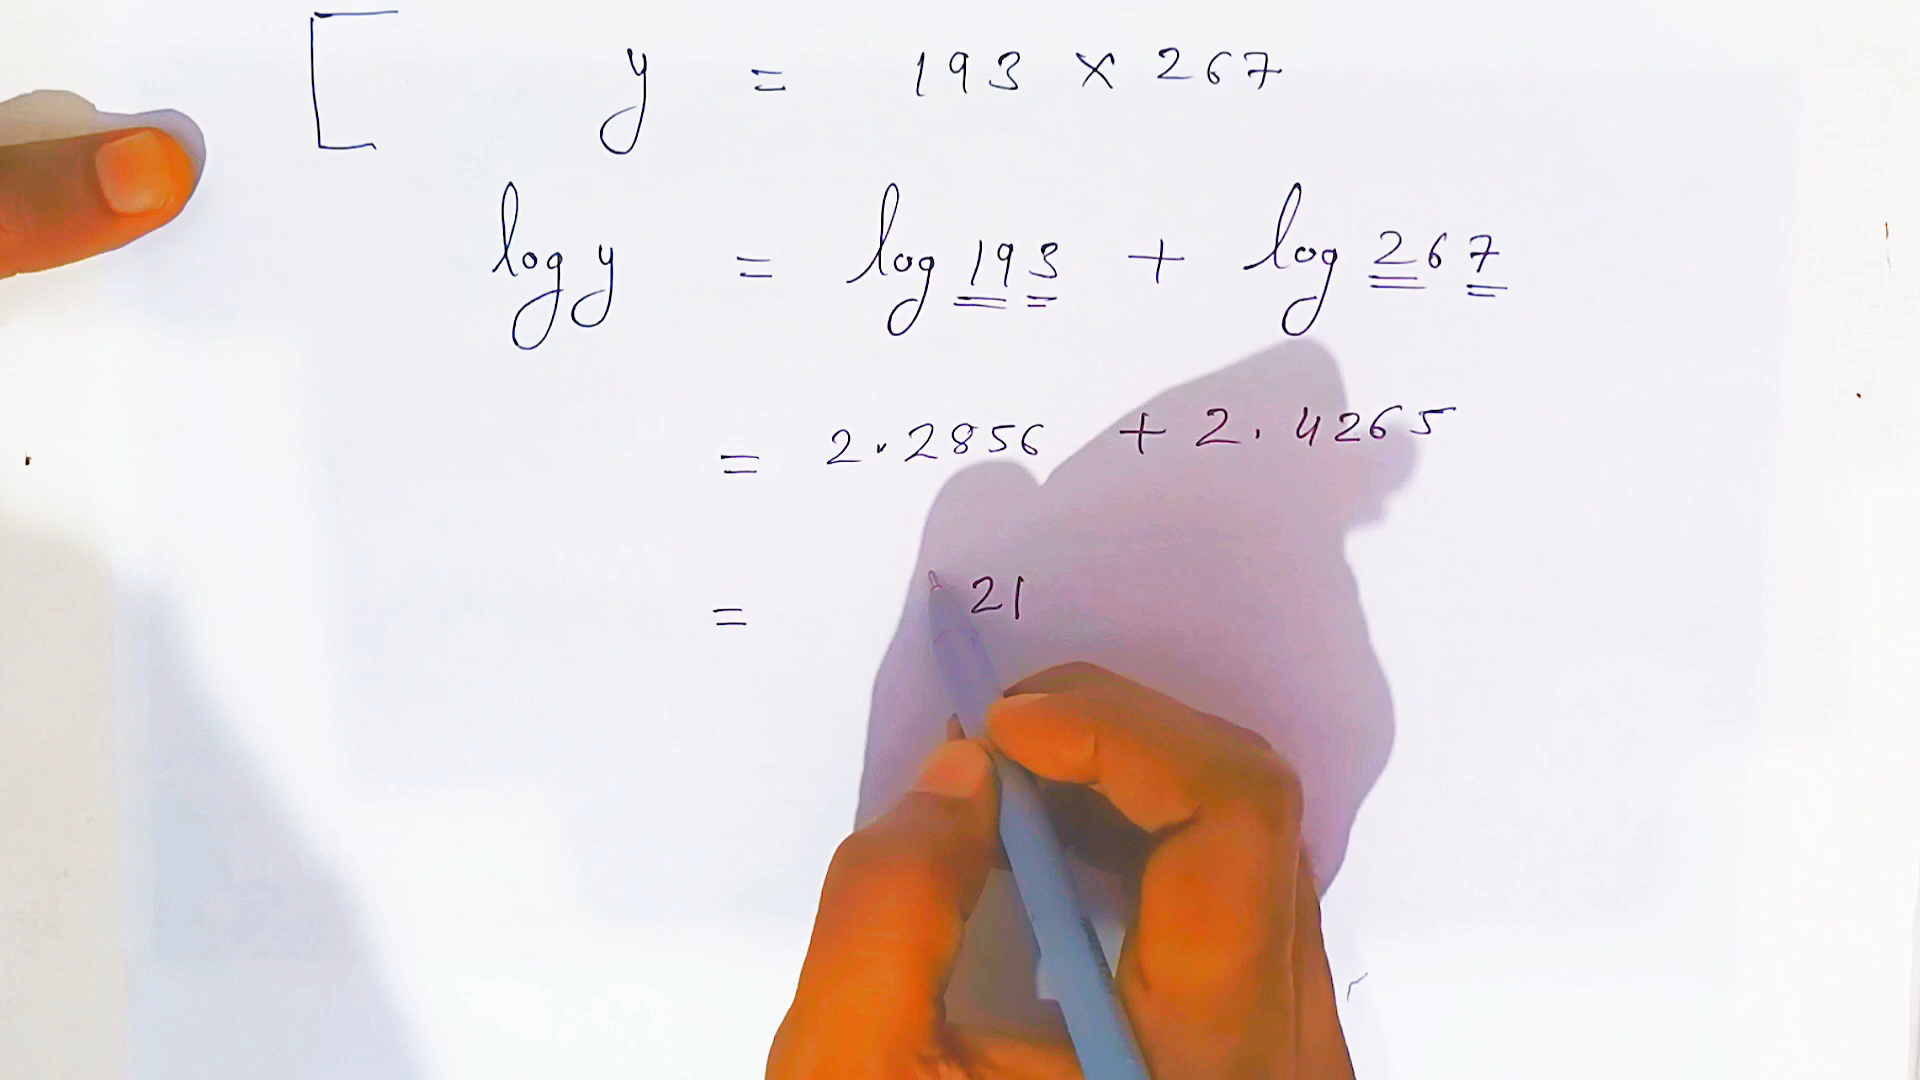 y = 193 × 267
log y = log 193 + log 267
= 2.2856 + 2.4265
= 21